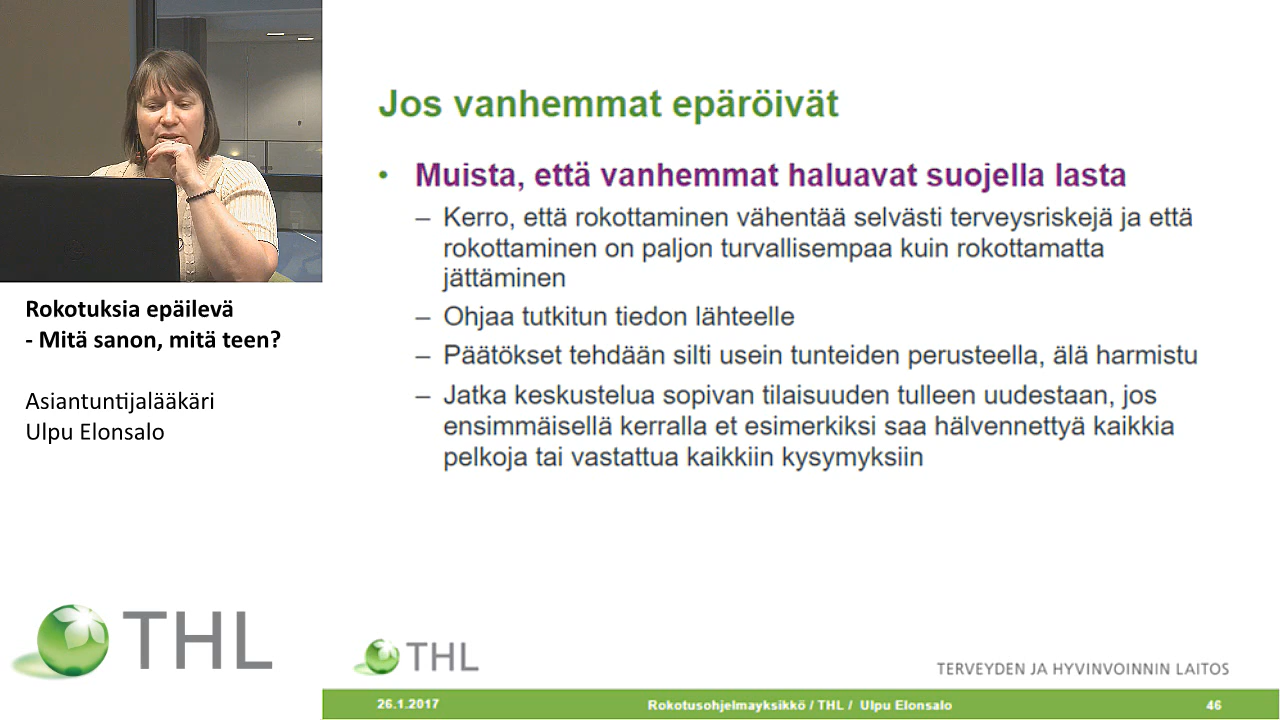 Rokotuksia epäilevä
- Mitä sanon, mitä teen?
Asiantuntijalääkäri
Ulpu Elonsalo
THL
Jos vanhemmat epäröivät
• Muista, että vanhemmat haluavat suojella lasta
– Kerro, että rokottaminen vähentää selvästi terveysriskejä ja että
rokottaminen on paljon turvallisempaa kuin rokottamatta
jättäminen
– Ohjaa tutkitun tiedon lähteelle
– Päätökset tehdään silti usein tunteiden perusteella, älä harmistu
– Jatka keskustelua sopivan tilaisuuden tulleen uudestaan, jos
ensimmäisellä kerralla et esimerkiksi saa hälvennettyä kaikkia
pelkoja tai vastattua kaikkiin kysymyksiin
THL
TERVEYDEN JA HYVINVOINNIN LAITOS
26.1.2017
Rokotusohjelmayksikkö / THL / Ulpu Elonsalo
46